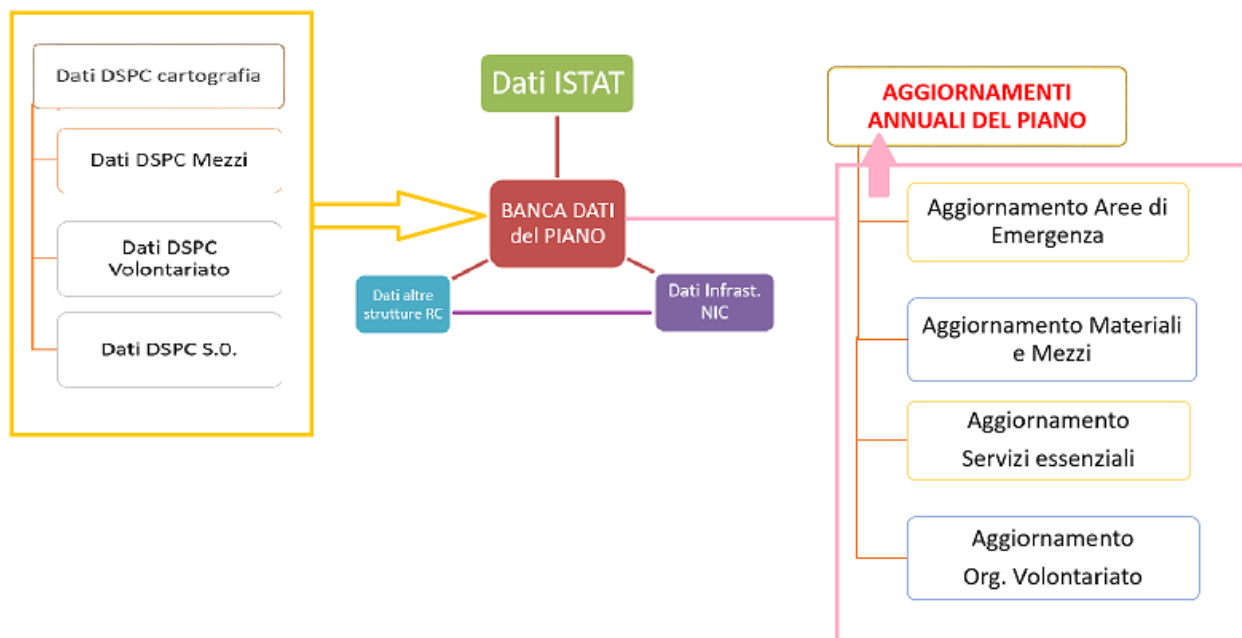 Dati DSPC cartografia
Dati DSPC Mezzi
Dati DSPC
Volontariato
Dati DSPC S.O.
Dati ISTAT
BANCA DATI
del PIANO
Dati altre
strutture RC
Dati Infrast.
NIC
AGGIORNAMENTI
ANNUALI DEL PIANO
Aggiornamento Aree di
Emergenza
Aggiornamento Materiali
e Mezzi
Aggiornamento
Servizi essenziali
Aggiornamento
Org. Volontariato